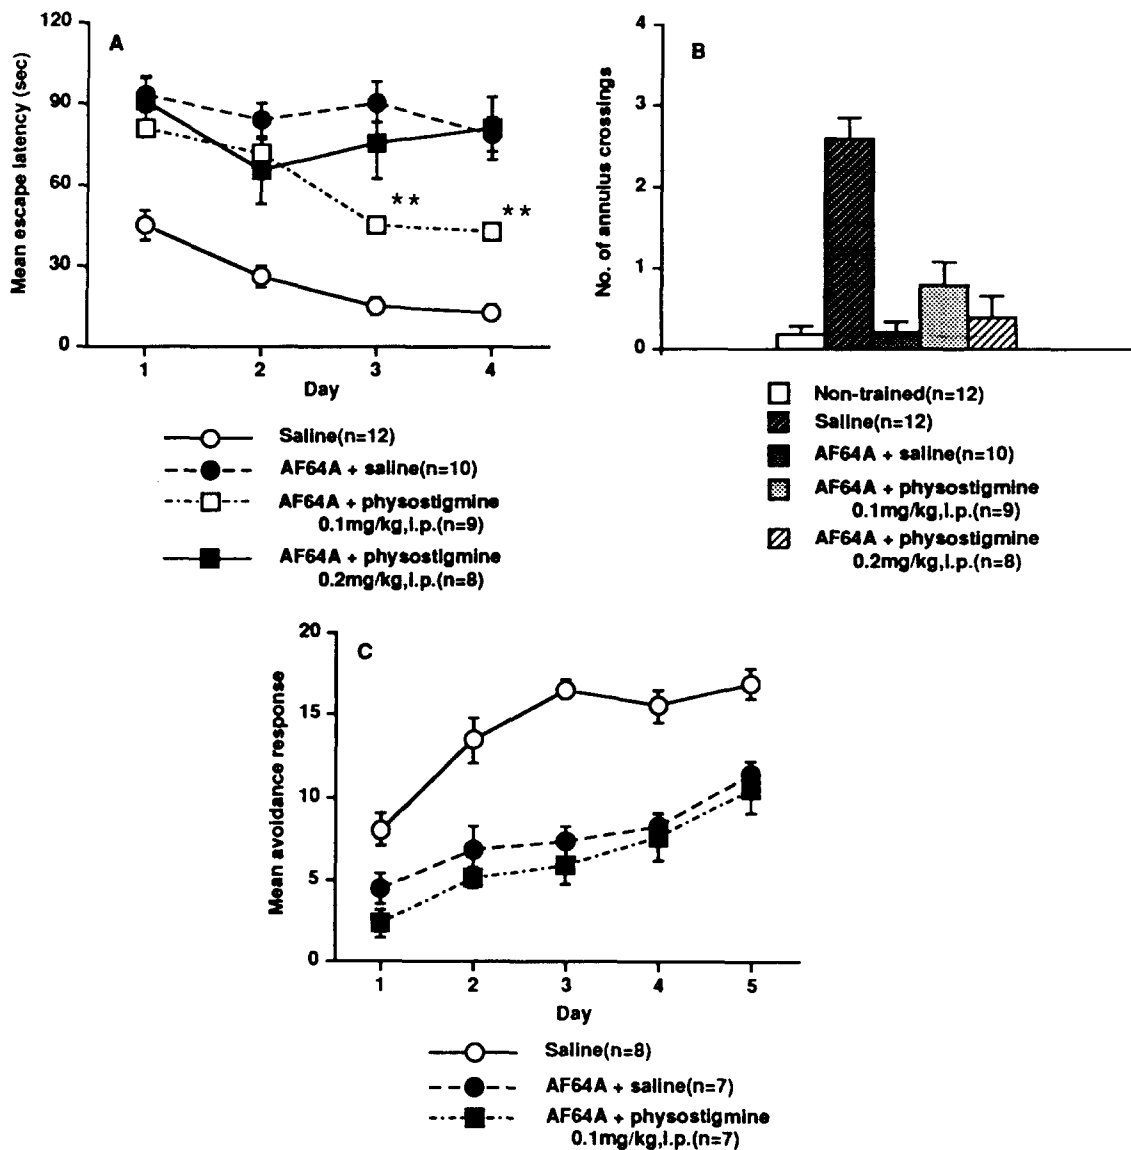 A
Mean escape latency (sec)
120
90
60
30
0
**
**
1 2 3 4
Day
Saline(n=12)
AF64A + saline(n=10)
AF64A + physostigmine
0.1mg/kg,i.p.(n=9)
AF64A + physostigmine
0.2mg/kg,i.p.(n=8)
B
No. of annulus crossings
4
3
2
1
0
Non-trained(n=12)
Saline(n=12)
AF64A + saline(n=10)
AF64A + physostigmine
0.1mg/kg,i.p.(n=9)
AF64A + physostigmine
0.2mg/kg,i.p.(n=8)
C
Mean avoidance response
20
15
10
5
0
1 2 3 4 5
Day
Saline(n=8)
AF64A + saline(n=7)
AF64A + physostigmine
0.1mg/kg,i.p.(n=7)